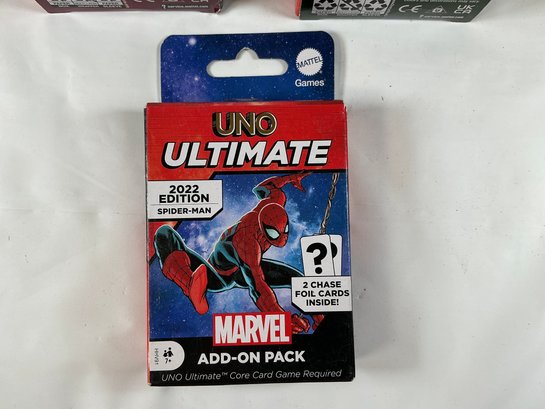 MATTEL
Games
UNO
ULTIMATE
2022
EDITION
SPIDER-MAN
?
2 CHASE
FOIL CARDS
INSIDE!
MARVEL
ADD-ON PACK
7+
UNO Ultimate™ Core Card Game Required